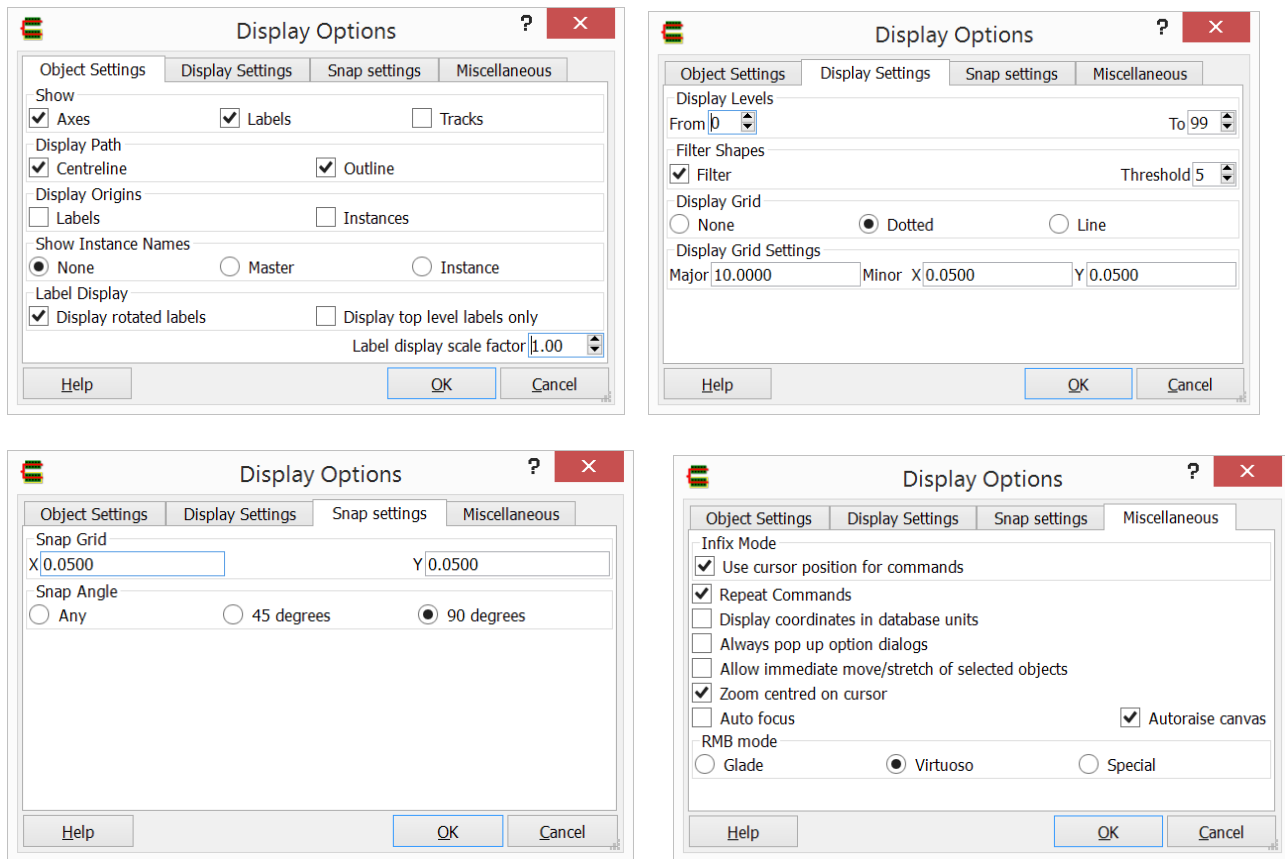 Display Options
Object Settings Display Settings Snap settings Miscellaneous
Show
Axes Labels Tracks
Display Path
Centreline Outline
Display Origins
Labels Instances
Show Instance Names
None Master Instance
Label Display
Display rotated labels Display top level labels only
Label display scale factor 1.00
Help OK Cancel
Display Options
Object Settings Display Settings Snap settings Miscellaneous
Display Levels
From 0 To 99
Filter Shapes
Filter Threshold 5
Display Grid
None Dotted Line
Display Grid Settings
Major 10.0000 Minor X 0.0500 Y 0.0500
Help OK Cancel
Display Options
Object Settings Display Settings Snap settings Miscellaneous
Snap Grid
X 0.0500 Y 0.0500
Snap Angle
Any 45 degrees 90 degrees
Help OK Cancel
Display Options
Object Settings Display Settings Snap settings Miscellaneous
Infix Mode
Use cursor position for commands
Repeat Commands
Display coordinates in database units
Always pop up option dialogs
Allow immediate move/stretch of selected objects
Zoom centred on cursor
Auto focus Autoraise canvas
RMB mode
Glade Virtuoso Special
Help OK Cancel